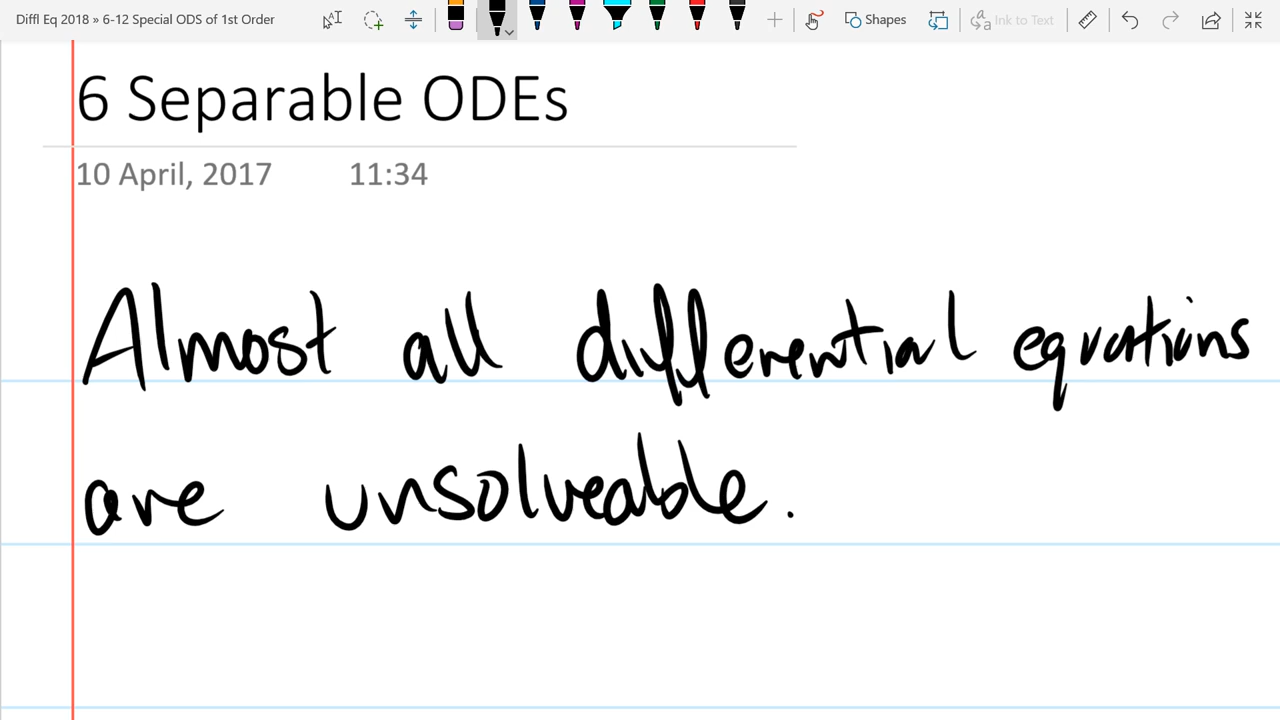 Diffl Eq 2018 » 6-12 Special ODS of 1st Order
Shapes
Ink to Text
6 Separable ODEs
10 April, 2017 11:34
Almost all differential equations
are unsolveable.